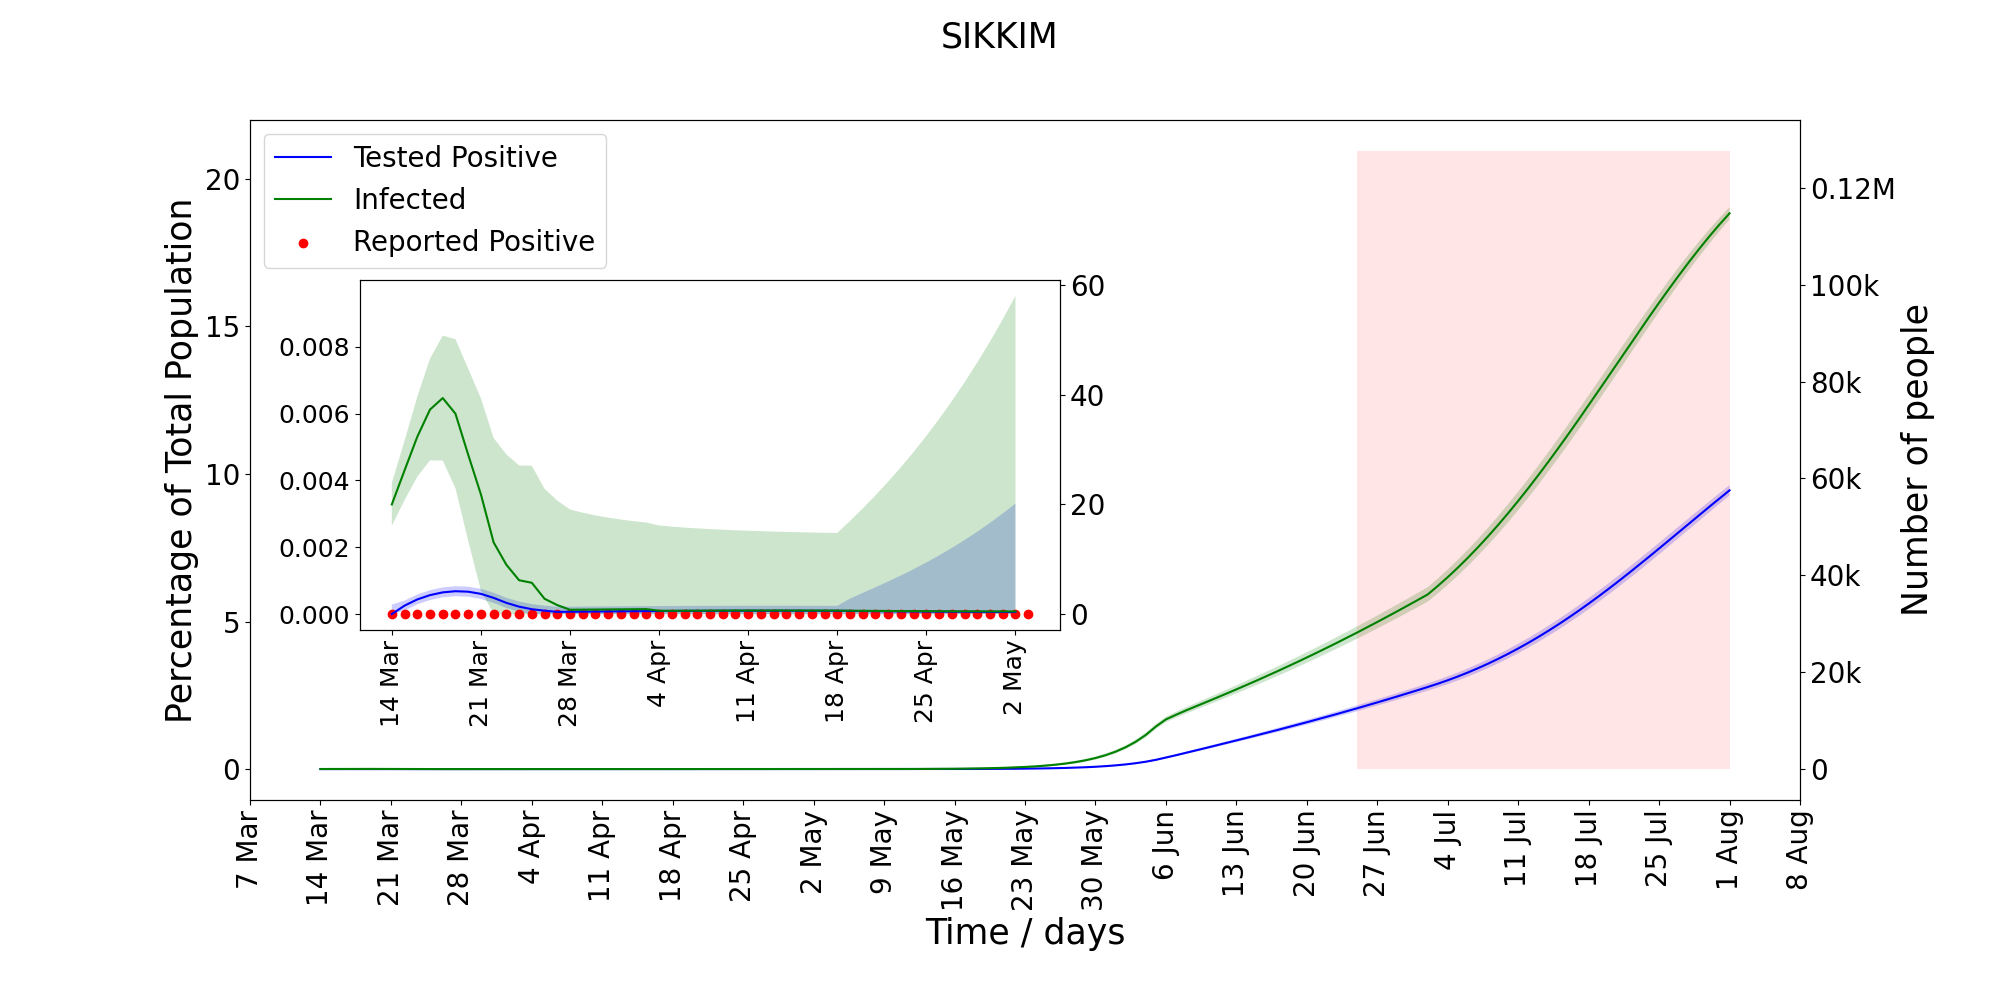 SIKKIM
Tested Positive
Infected
Reported Positive
Percentage of Total Population
20
15
10
5
0
0.12M
100k
80k
60k
40k
20k
0
Number of people
0.008
0.006
0.004
0.002
0.000
60
40
20
0
14 Mar
21 Mar
28 Mar
4 Apr
11 Apr
18 Apr
25 Apr
2 May
7 Mar
14 Mar
21 Mar
28 Mar
4 Apr
11 Apr
18 Apr
25 Apr
2 May
9 May
16 May
23 May
30 May
6 Jun
13 Jun
20 Jun
27 Jun
4 Jul
11 Jul
18 Jul
25 Jul
1 Aug
8 Aug
Time / days